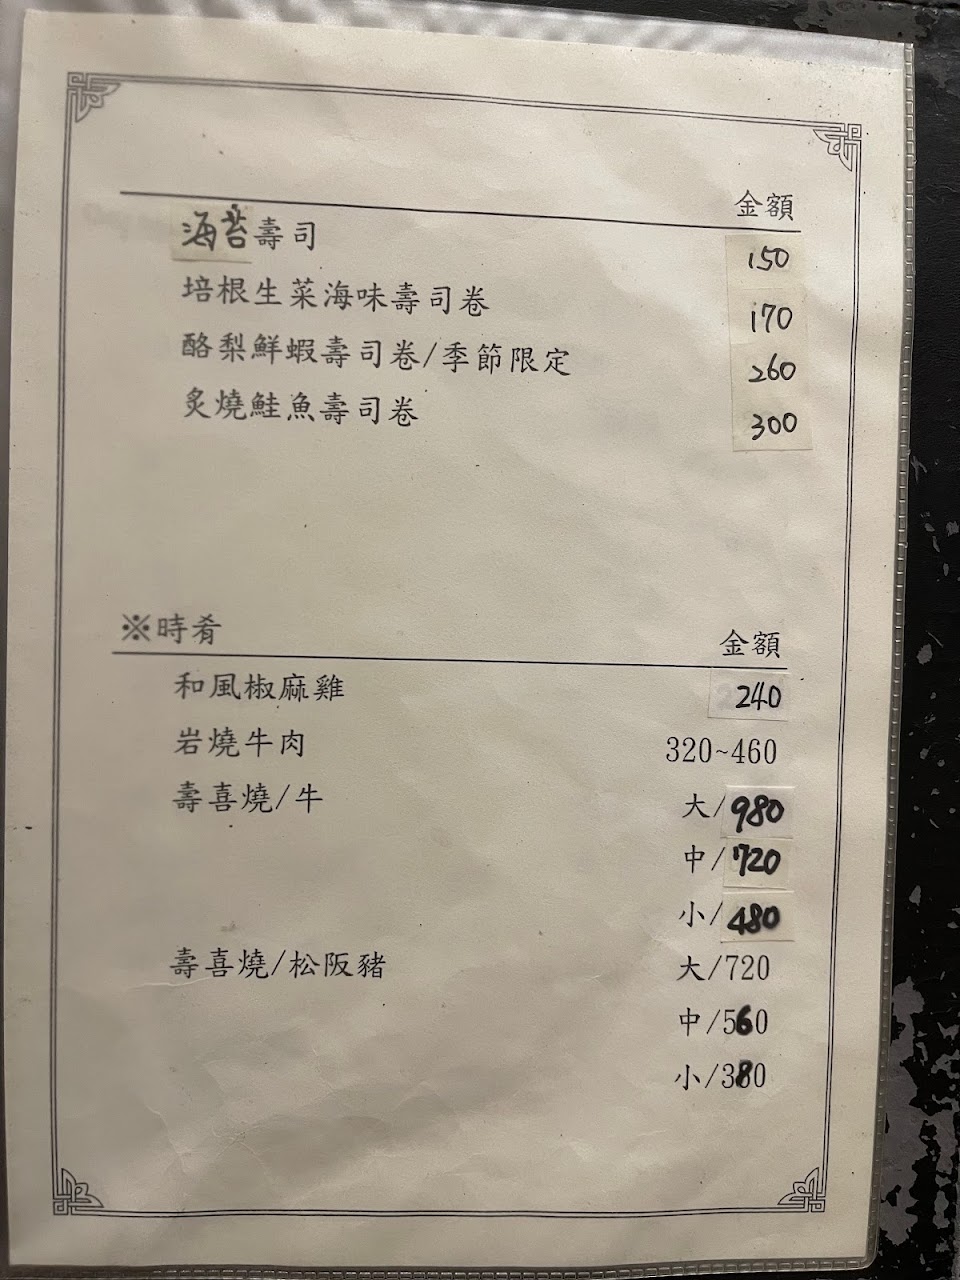 金額
海苔壽司 150
培根生菜海味壽司卷 170
酪梨鮮蝦壽司卷/季節限定 260
炙燒鮭魚壽司卷 300
※時肴 金額
和風椒麻雞 240
岩燒牛肉 320~460
壽喜燒/牛 大/980
中/720
小/480
壽喜燒/松阪豬 大/720
中/560
小/380